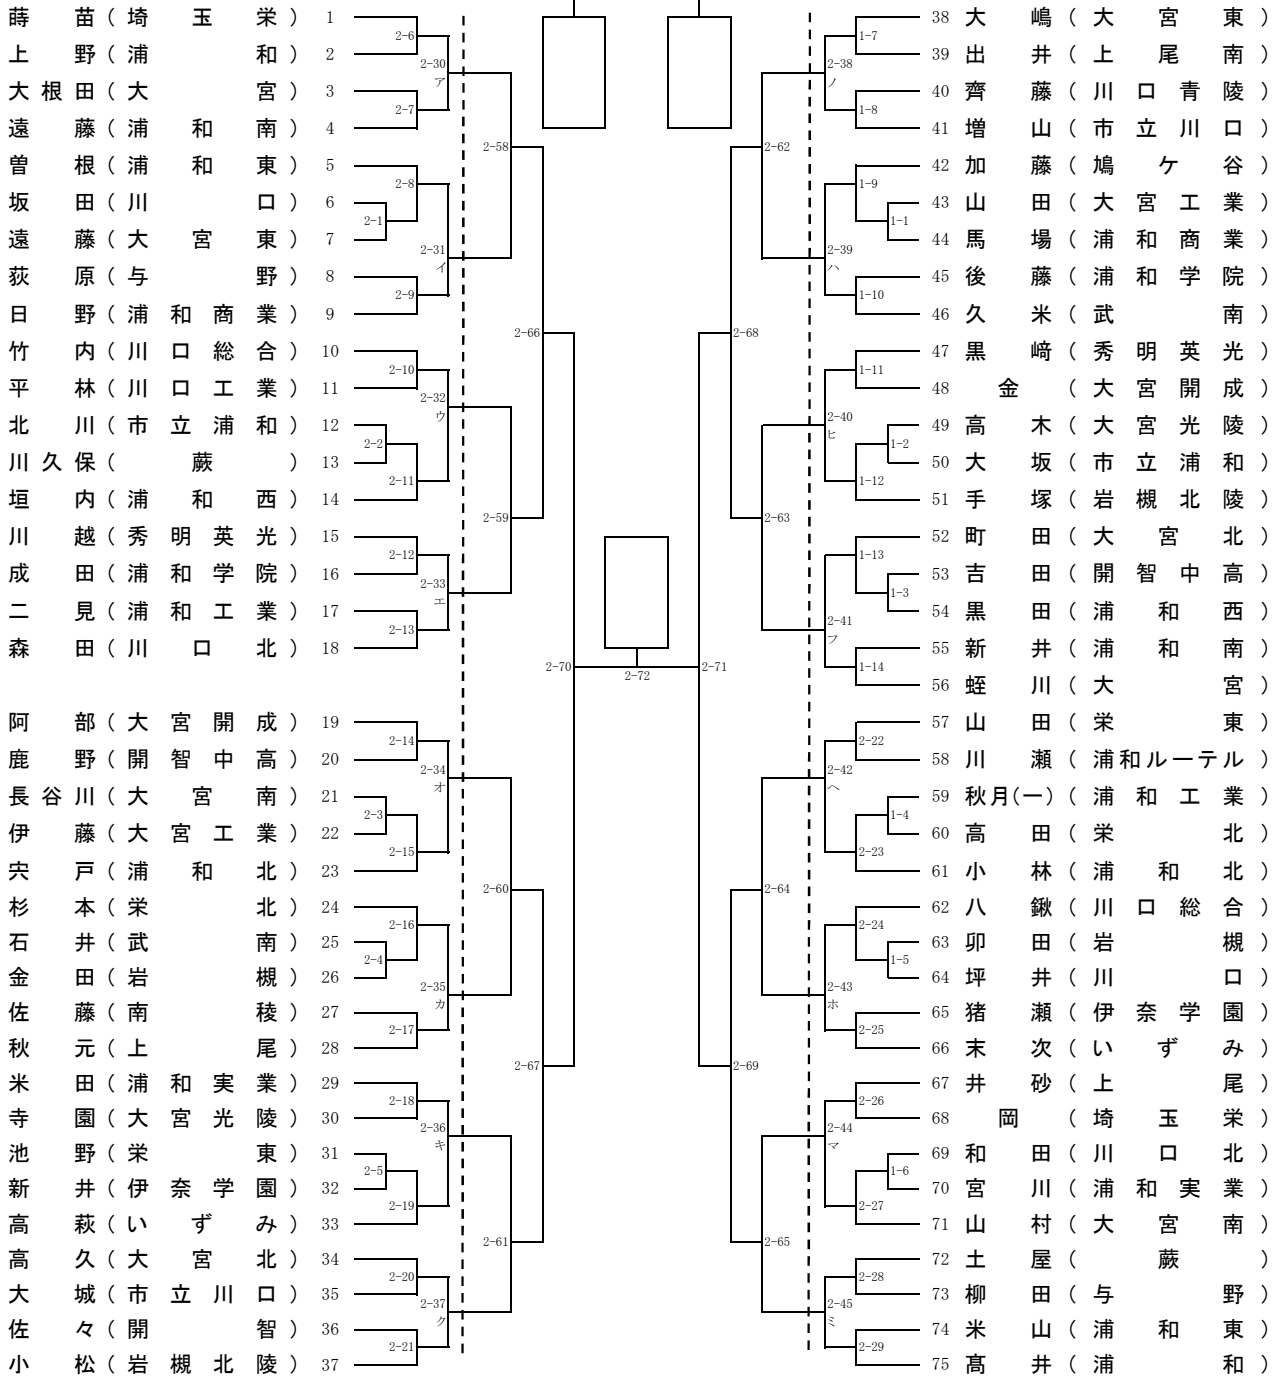 蒔苗（埼玉栄） 1
上野（浦和） 2
大根田（大宮） 3
遠藤（浦和南） 4
曽根（浦和東） 5
坂田（川口） 6
遠藤（大宮東） 7
荻原（与野） 8
日野（浦和商業） 9
竹内（川口総合） 10
平林（川口工業） 11
北川（市立浦和） 12
川久保（蕨） 13
垣内（浦和西） 14
川越（秀明英光） 15
成田（浦和学院） 16
二見（浦和工業） 17
森田（川口北） 18
阿部（大宮開成） 19
鹿野（開智中高） 20
長谷川（大宮南） 21
伊藤（大宮工業） 22
宍戸（浦和北） 23
杉本（栄北） 24
石井（武南） 25
金田（岩槻） 26
佐藤（南稜） 27
秋元（上尾） 28
米田（浦和実業） 29
寺園（大宮光陵） 30
池野（栄東） 31
新井（伊奈学園） 32
高萩（いずみ） 33
高久（大宮北） 34
大城（市立川口） 35
佐々（開智） 36
小松（岩槻北陵） 37
2-6
2-7
2-8
2-1
2-9
2-10
2-2
2-11
2-12
2-13
2-14
2-3
2-15
2-16
2-4
2-17
2-18
2-5
2-19
2-20
2-21
2-30
ア
2-31
イ
2-32
ウ
2-33
エ
2-34
オ
2-35
カ
2-36
キ
2-37
ク
2-58
2-59
2-60
2-61
2-66
2-67
2-70
2-72
2-71
2-68
2-69
2-62
2-63
2-64
2-65
2-38
ノ
2-39
ハ
2-40
ヒ
2-41
フ
2-42
ヘ
2-43
ホ
2-44
マ
2-45
ミ
1-7
1-8
1-9
1-1
1-10
1-11
1-2
1-12
1-13
1-3
1-14
2-22
1-4
2-23
2-24
1-5
2-25
2-26
1-6
2-27
2-28
2-29
38 大嶋（大宮東）
39 出井（上尾南）
40 齊藤（川口青陵）
41 増山（市立川口）
42 加藤（鳩ケ谷）
43 山田（大宮工業）
44 馬場（浦和商業）
45 後藤（浦和学院）
46 久米（武南）
47 黒﨑（秀明英光）
48 金（大宮開成）
49 高木（大宮光陵）
50 大坂（市立浦和）
51 手塚（岩槻北陵）
52 町田（大宮北）
53 吉田（開智中高）
54 黒田（浦和西）
55 新井（浦和南）
56 蛭川（大宮）
57 山田（栄東）
58 川瀬（浦和ルーテル）
59 秋月(一)（浦和工業）
60 高田（栄北）
61 小林（浦和北）
62 八鍬（川口総合）
63 卯田（岩槻）
64 坪井（川口）
65 猪瀬（伊奈学園）
66 末次（いずみ）
67 井砂（上尾）
68 岡（埼玉栄）
69 和田（川口北）
70 宮川（浦和実業）
71 山村（大宮南）
72 土屋（蕨）
73 柳田（与野）
74 米山（浦和東）
75 髙井（浦和）